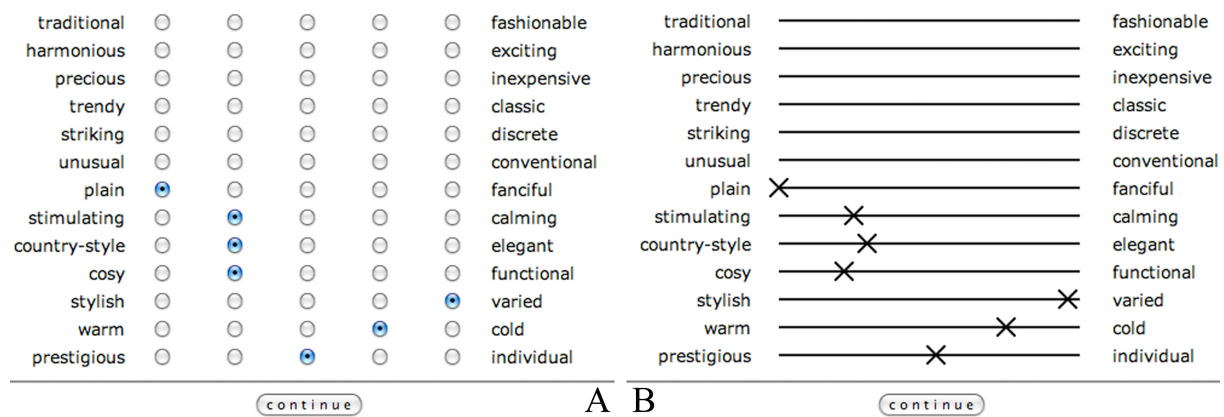 traditional fashionable
harmonious exciting
precious inexpensive
trendy classic
striking discrete
unusual conventional
plain fanciful
stimulating calming
country-style elegant
cosy functional
stylish varied
warm cold
prestigious individual
continue
A
traditional fashionable
harmonious exciting
precious inexpensive
trendy classic
striking discrete
unusual conventional
plain fanciful
stimulating calming
country-style elegant
cosy functional
stylish varied
warm cold
prestigious individual
B
continue